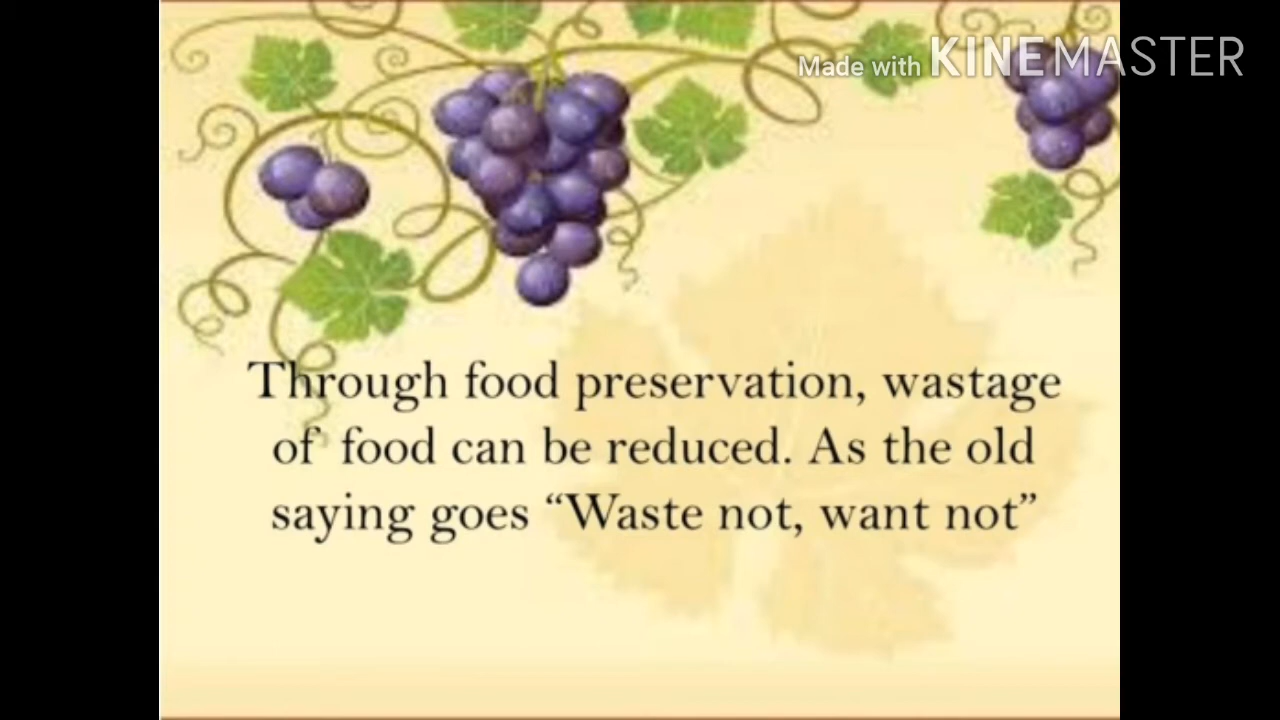 Made with KINEMASTER
Through food preservation, wastage
of food can be reduced. As the old
saying goes “Waste not, want not”